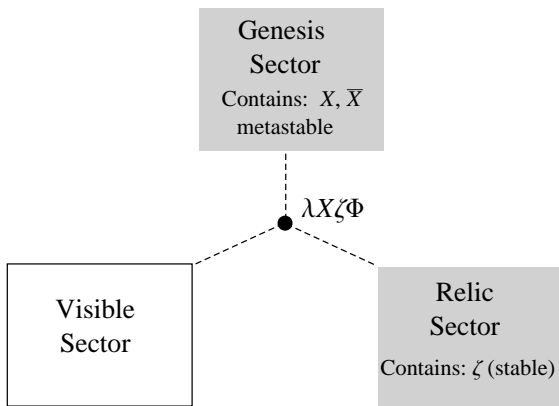 Genesis
Sector
Contains: X, X̅
metastable
λXζΦ
Visible
Sector
Relic
Sector
Contains: ζ (stable)